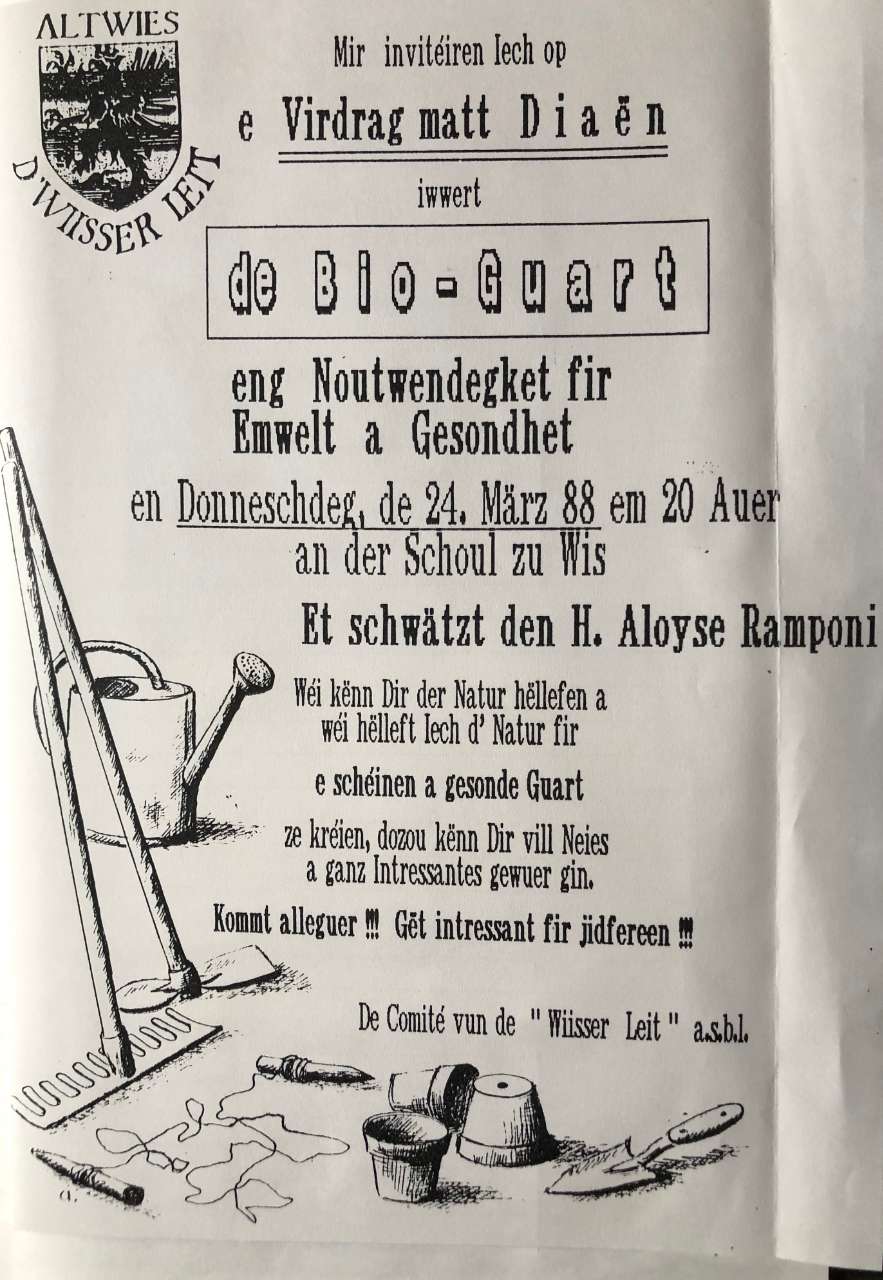 ALTWIES
D'WIISSER LEIT
Mir invitéiren Iech op
e Virdrag matt Diaën
iwwert
de Bio-Guart
eng Noutwendegket fir
Emwelt a Gesondhet
en Donneschdeg, de 24. März 88 em 20 Auer
an der Schoul zu Wis
Et schwätzt den H. Aloyse Ramponi
Wéi kënn Dir der Natur hëllefen a
wéi hëlleft Iech d' Natur fir
e schéinen a gesonde Guart
ze kréien, dozou kënn Dir vill Neies
a ganz Intressantes gewuer gin.
Kommt alleguer !!! Gët intressant fir jidfereen !!!
De Comité vun de " Wiisser Leit " a.s.b.l.